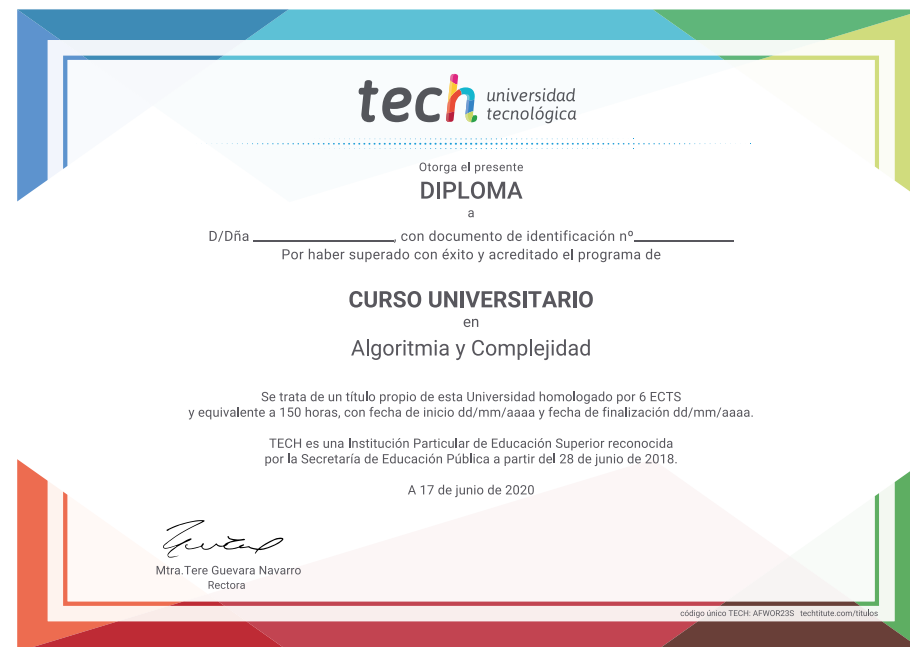 tech universidad
tecnológica
Otorga el presente
DIPLOMA
a
D/Dña ____________, con documento de identificación nº____________
Por haber superado con éxito y acreditado el programa de
CURSO UNIVERSITARIO
en
Algoritmia y Complejidad
Se trata de un título propio de esta Universidad homologado por 6 ECTS
y equivalente a 150 horas, con fecha de inicio dd/mm/aaaa y fecha de finalización dd/mm/aaaa.
TECH es una Institución Particular de Educación Superior reconocida
por la Secretaría de Educación Pública a partir del 28 de junio de 2018.
A 17 de junio de 2020
Mtra.Tere Guevara Navarro
Rectora
código único TECH: AFWOR23S techtitute.com/titulos